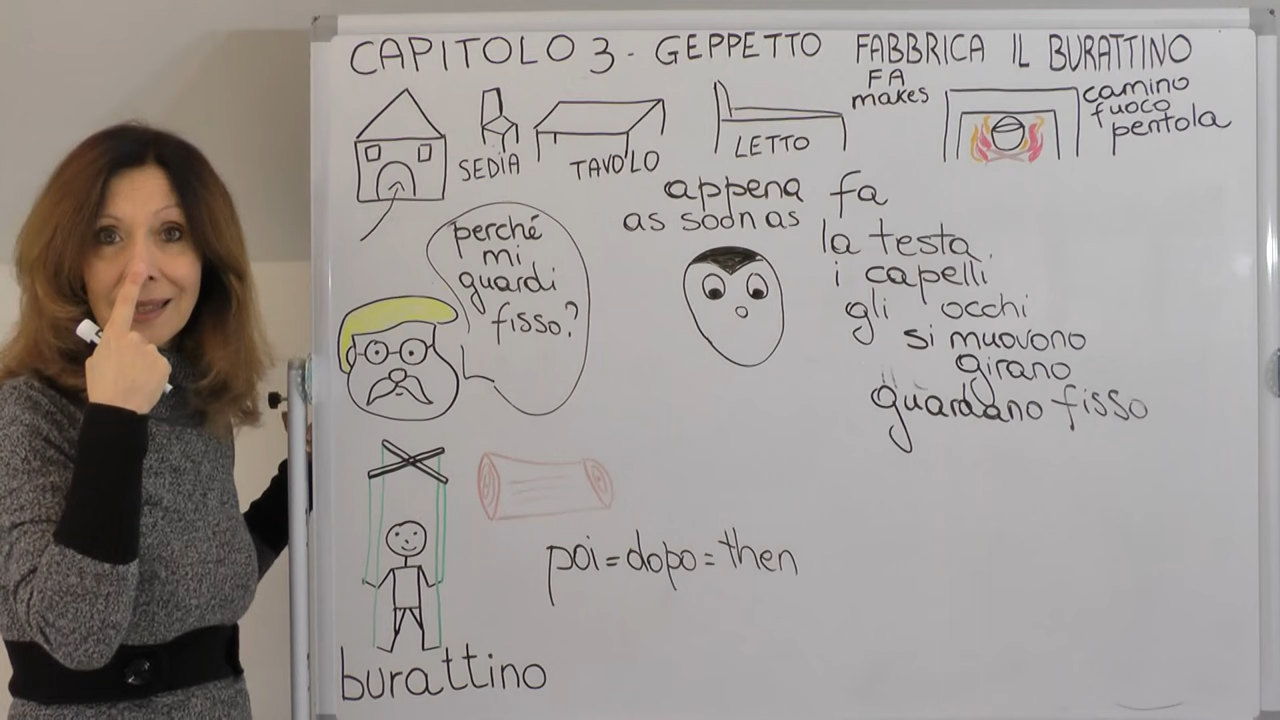 CAPITOLO 3 - GEPPETTO FABBRICA IL BURATTINO
FA
makes
SEDIA
TAVOLO
LETTO
camino
fuoco
pentola
appena fa
as soon as
la testa
i capelli
gli occhi
si muovono
girano
guardano fisso
perché
mi
guardi
fisso?
poi = dopo = then
burattino